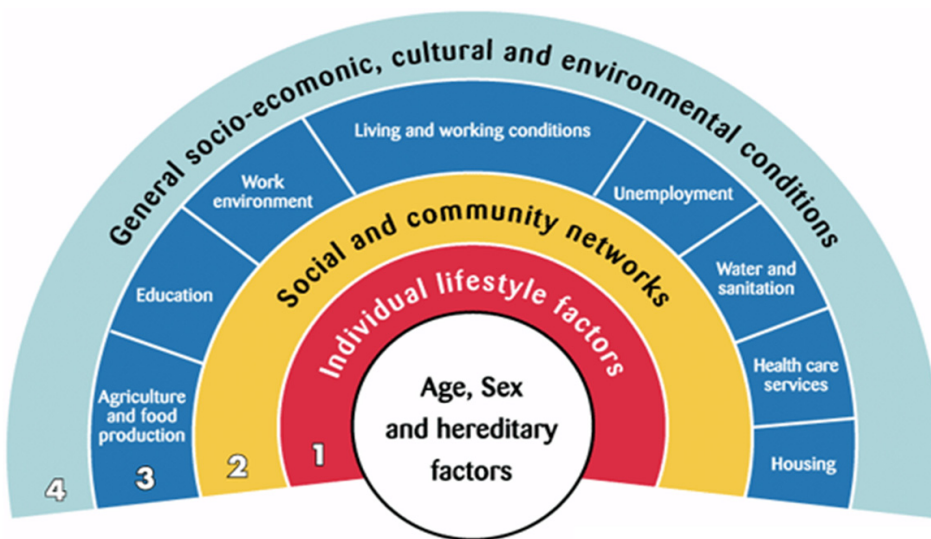 General socio-ecomonic, cultural and environmental conditions
Living and working conditions
Work
environment
Unemployment
Education
Water and
sanitation
Agriculture
and food
production
Health care
services
Housing
Social and community networks
Individual lifestyle factors
Age, Sex
and hereditary
factors
4
3
2
1